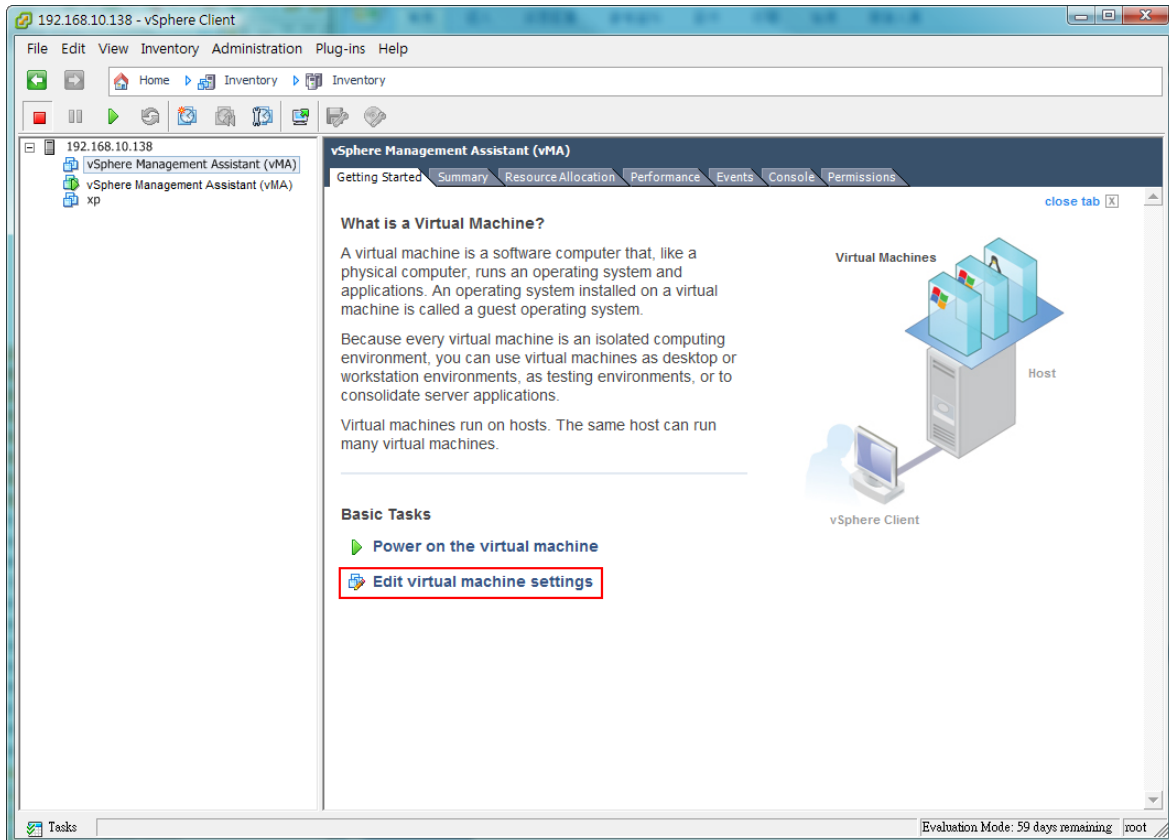 192.168.10.138 - vSphere Client
File Edit View Inventory Administration Plug-ins Help
Home Inventory Inventory
192.168.10.138
vSphere Management Assistant (vMA)
vSphere Management Assistant (vMA)
xp
vSphere Management Assistant (vMA)
Getting Started Summary Resource Allocation Performance Events Console Permissions
close tab X
What is a Virtual Machine?
A virtual machine is a software computer that, like a
physical computer, runs an operating system and
applications. An operating system installed on a virtual
machine is called a guest operating system.
Because every virtual machine is an isolated computing
environment, you can use virtual machines as desktop or
workstation environments, as testing environments, or to
consolidate server applications.
Virtual machines run on hosts. The same host can run
many virtual machines.
Virtual Machines
Host
vSphere Client
Basic Tasks
Power on the virtual machine
Edit virtual machine settings
Tasks
Evaluation Mode: 59 days remaining root